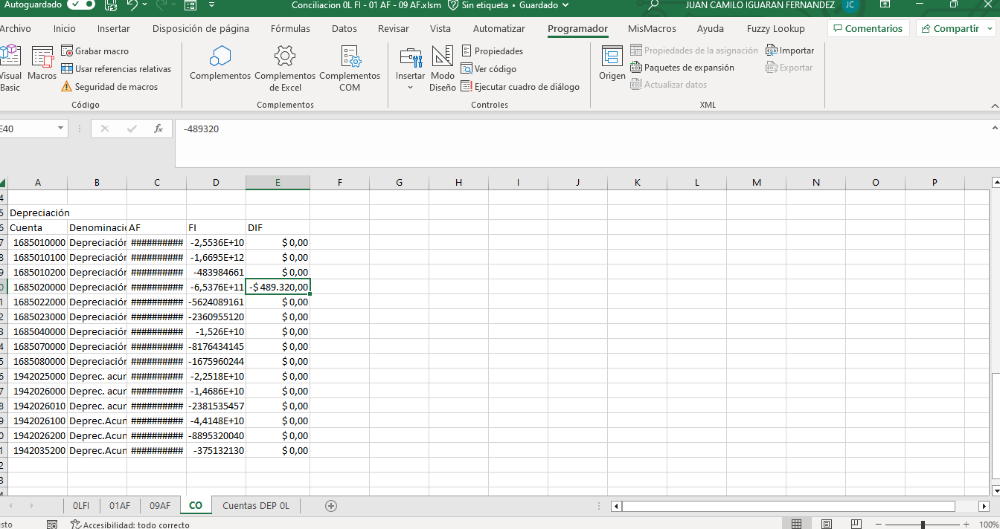 Autoguardado Conciliacion 0L FI - 01 AF - 09 AF.xlsm Sin etiqueta • Guardado JUAN CAMILO IGUARAN FERNANDEZ JC
Archivo Inicio Insertar Disposición de página Fórmulas Datos Revisar Vista Automatizar Programador MisMacros Ayuda Fuzzy Lookup Comentarios Compartir
Visual Basic
Macros
Grabar macro
Usar referencias relativas
Seguridad de macros
Código
Complementos
Complementos de Excel
Complementos COM
Complementos
Insertar
Modo Diseño
Propiedades
Ver código
Ejecutar cuadro de diálogo
Controles
Origen
Propiedades de la asignación
Paquetes de expansión
Actualizar datos
Importar
Exportar
XML
E40 fx -489320
A B C D E F G H I J K L M N O P
4
5 Depreciación
6 Cuenta Denominació AF FI DIF
7 1685010000 Depreciación ########## -2,5536E+10 $ 0,00
8 1685010100 Depreciación ########## -1,6695E+12 $ 0,00
9 1685010200 Depreciación ########## -483984661 $ 0,00
0 1685020000 Depreciación ########## -6,5376E+11 -$ 489.320,00
1 1685022000 Depreciación ########## -5624089161 $ 0,00
2 1685023000 Depreciación ########## -2360955120 $ 0,00
3 1685040000 Depreciación ########## -1,526E+10 $ 0,00
4 1685070000 Depreciación ########## -8176434145 $ 0,00
5 1685080000 Depreciación ########## -1675960244 $ 0,00
6 1942025000 Deprec. acum ########## -2,2518E+10 $ 0,00
7 1942026000 Deprec. acum ########## -1,4686E+10 $ 0,00
8 1942026010 Deprec. acum ########## -2381535457 $ 0,00
9 1942026100 Deprec.Acum ########## -4,4148E+10 $ 0,00
0 1942026200 Deprec.Acum ########## -8895320040 $ 0,00
1 1942035200 Deprec.Acum ########## -375132130 $ 0,00
2
3
4
0LFI 01AF 09AF CO Cuentas DEP 0L
isto Accesibilidad: todo correcto 100%